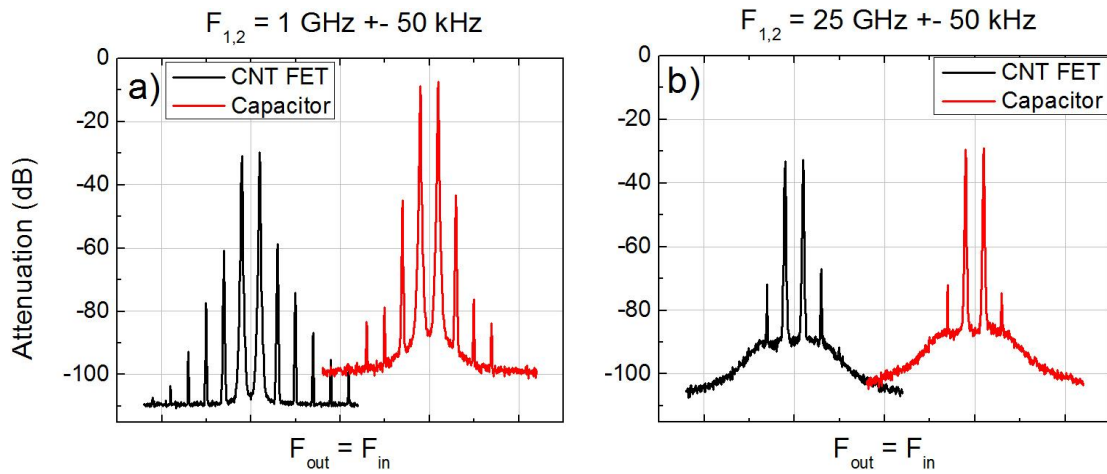 F1,2 = 1 GHz +- 50 kHz
F1,2 = 25 GHz +- 50 kHz
a)
CNT FET
Capacitor
b)
CNT FET
Capacitor
Attenuation (dB)
0
-20
-40
-60
-80
-100
0
-20
-40
-60
-80
-100
Fout = Fin
Fout = Fin